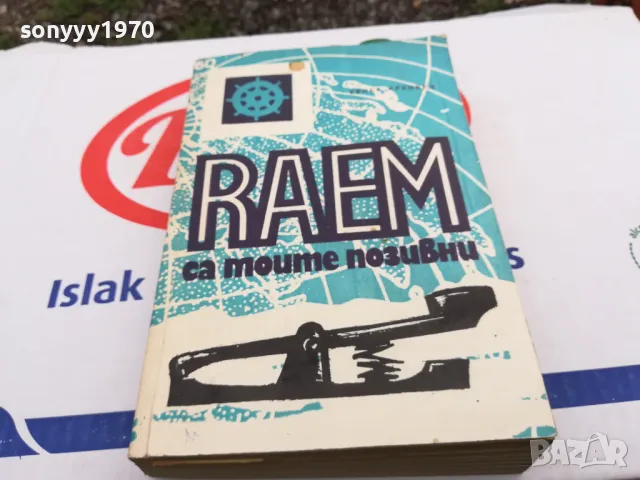 sonyyy1970
RAEM
са моите позивни
Islak
BAZAR